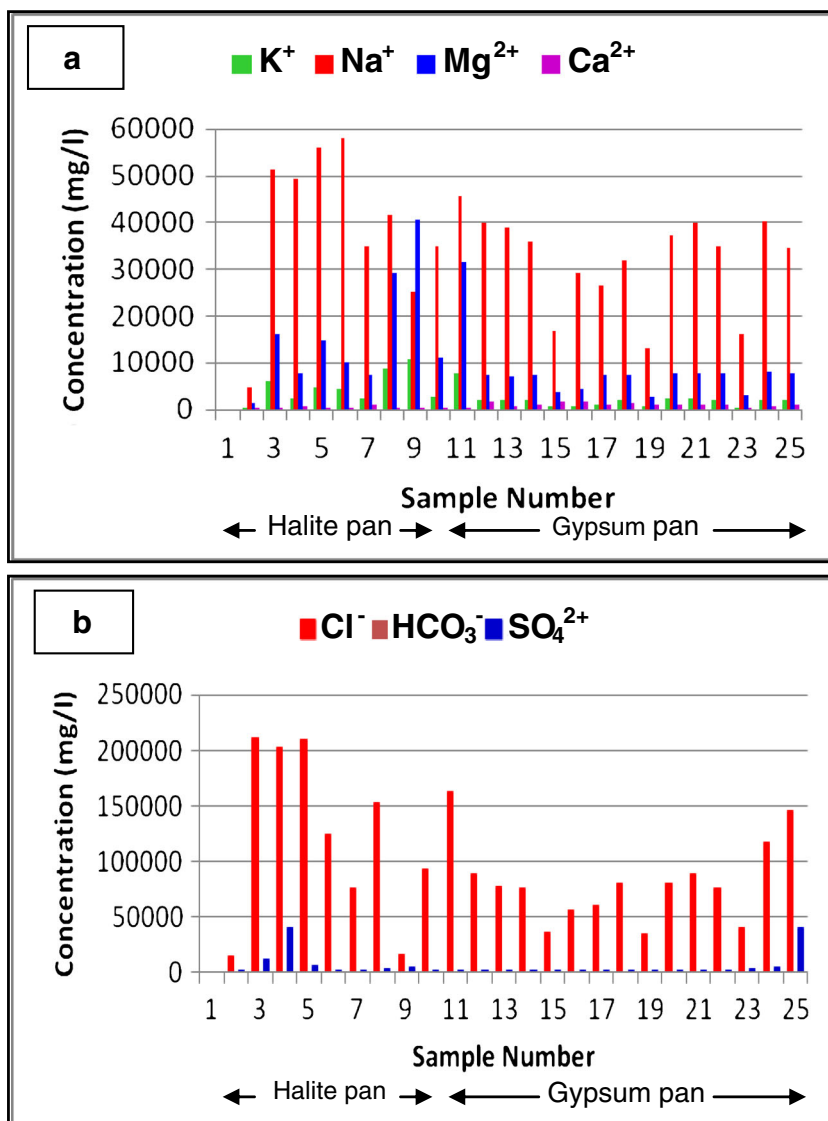 a
K⁺ Na⁺ Mg²⁺ Ca²⁺
Concentration (mg/l)
60000
50000
40000
30000
20000
10000
0
1 3 5 7 9 11 13 15 17 19 21 23 25
Sample Number
Halite pan Gypsum pan
b
Cl⁻ HCO₃⁻ SO₄²⁺
Concentration (mg/l)
250000
200000
150000
100000
50000
0
1 3 5 7 9 11 13 15 17 19 21 23 25
Sample Number
Halite pan Gypsum pan